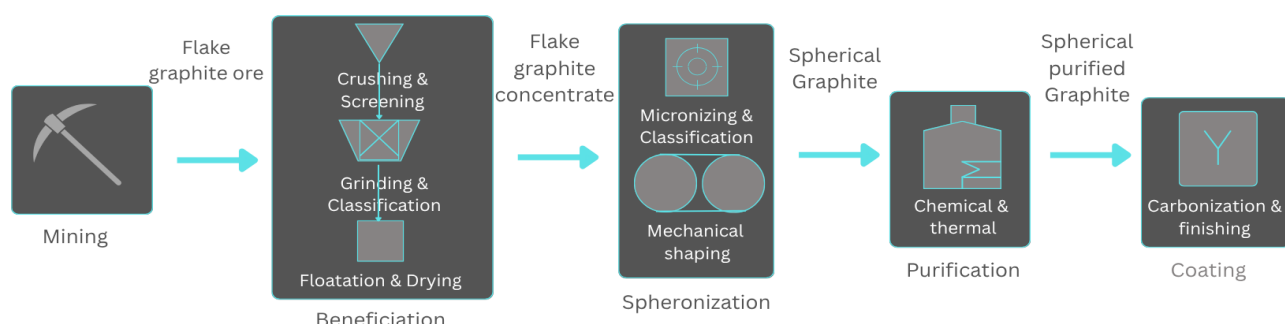 Mining
Flake
graphite ore
Crushing &
Screening
Grinding &
Classification
Floatation & Drying
Beneficiation
Flake
graphite
concentrate
Micronizing &
Classification
Mechanical
shaping
Spheronization
Spherical
Graphite
Chemical &
thermal
Purification
Spherical
purified
Graphite
Carbonization &
finishing
Coating